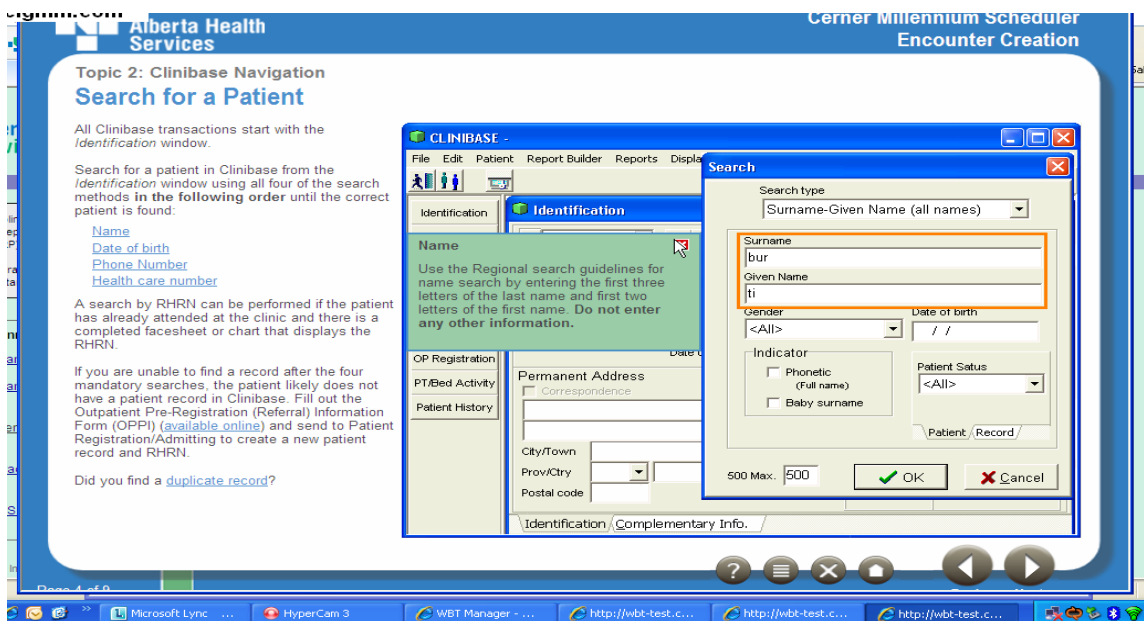 Alberta Health
Services
Cerner Millennium Scheduler
Encounter Creation
Topic 2: Clinibase Navigation
Search for a Patient
All Clinibase transactions start with the
Identification window.
Search for a patient in Clinibase from the
Identification window using all four of the search
methods in the following order until the correct
patient is found:
Name
Date of birth
Phone Number
Health care number
A search by RHRN can be performed if the patient
has already attended at the clinic and there is a
completed facesheet or chart that displays the
RHRN.
If you are unable to find a record after the four
mandatory searches, the patient likely does not
have a patient record in Clinibase. Fill out the
Outpatient Pre-Registration (Referral) Information
Form (OPPI) (available online) and send to Patient
Registration/Admitting to create a new patient
record and RHRN.
Did you find a duplicate record?
CLINIBASE -
File Edit Patient Report Builder Reports Displa
Identification
Identification
Name
Use the Regional search guidelines for
name search by entering the first three
letters of the last name and first two
letters of the first name. Do not enter
any other information.
OP Registration
PT/Bed Activity
Patient History
Permanent Address
Correspondence
City/Town
Prov/Ctry
Postal code
Identification Complementary Info.
Search
Search type
Surname-Given Name (all names)
Surname
bur
Given Name
ti
Gender
Date of birth
<All>
/ /
Indicator
Phonetic
(Full name)
Baby surname
Patient Satus
<All>
Patient Record
500 Max. 500
OK
Cancel
Page 4 of 9
Microsoft Lync ...
HyperCam 3
WBT Manager - ...
http://wbt-test.c...
http://wbt-test.c...
http://wbt-test.c...